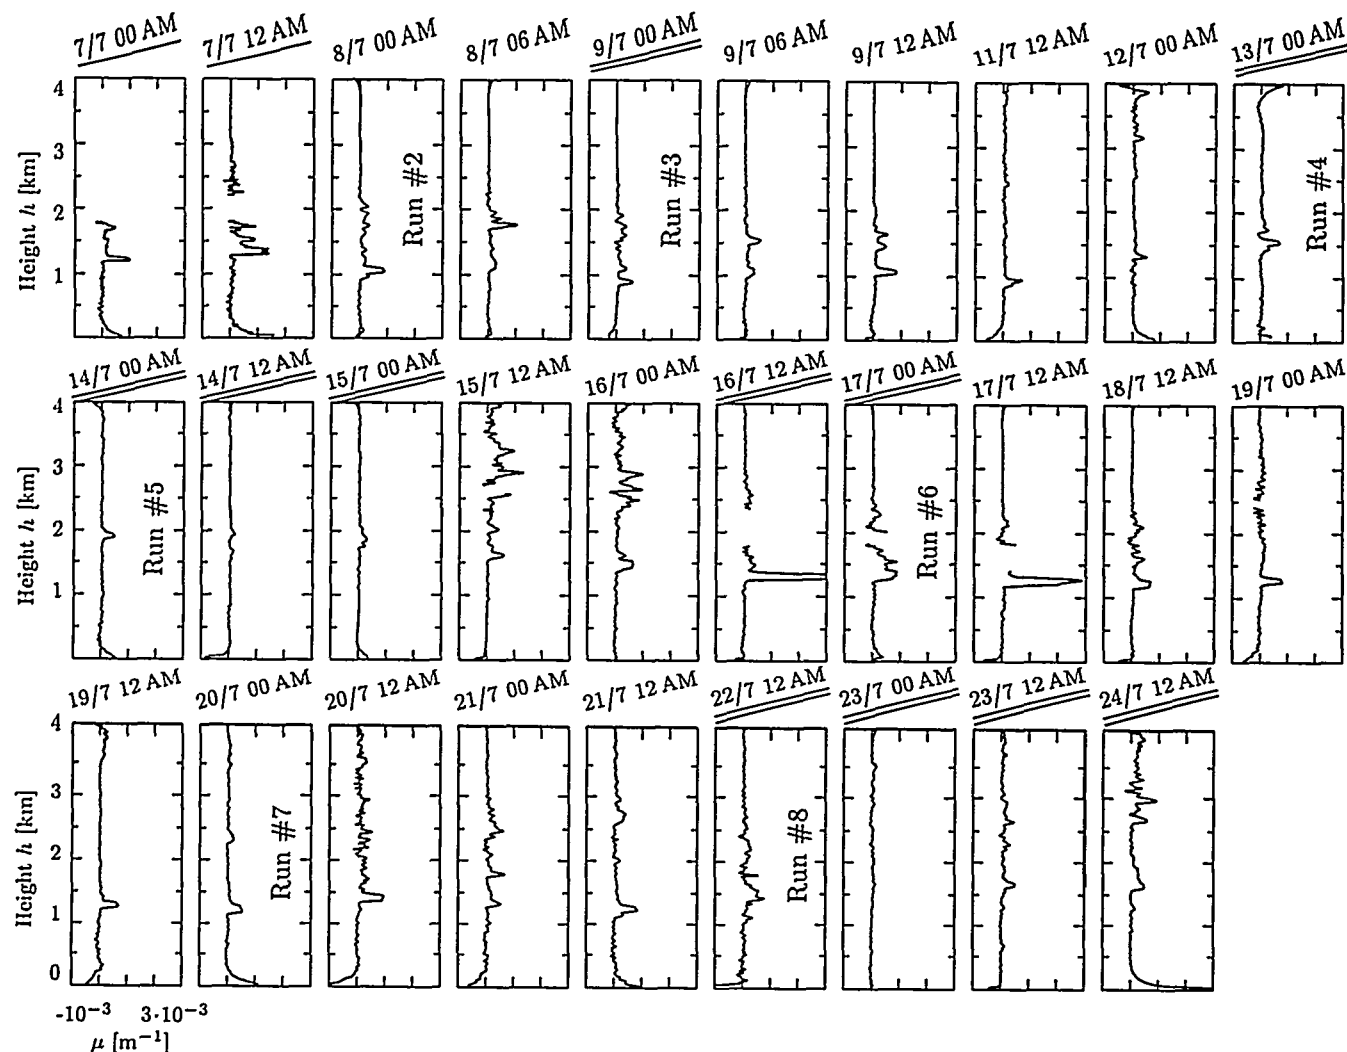 7/7 00 AM 7/7 12 AM 8/7 00 AM 8/7 06 AM 9/7 00 AM 9/7 06 AM 9/7 12 AM 11/7 12 AM 12/7 00 AM 13/7 00 AM
4
3
2
1
Height h [km]
Run #2
Run #3
Run #4
14/7 00 AM 14/7 12 AM 15/7 00 AM 15/7 12 AM 16/7 00 AM 16/7 12 AM 17/7 00 AM 17/7 12 AM 18/7 12 AM 19/7 00 AM
4
3
2
1
Height h [km]
Run #5
Run #6
19/7 12 AM 20/7 00 AM 20/7 12 AM 21/7 00 AM 21/7 12 AM 22/7 12 AM 23/7 00 AM 23/7 12 AM 24/7 12 AM
4
3
2
1
0
Height h [km]
Run #7
Run #8
-10⁻³ 3·10⁻³
μ [m⁻¹]